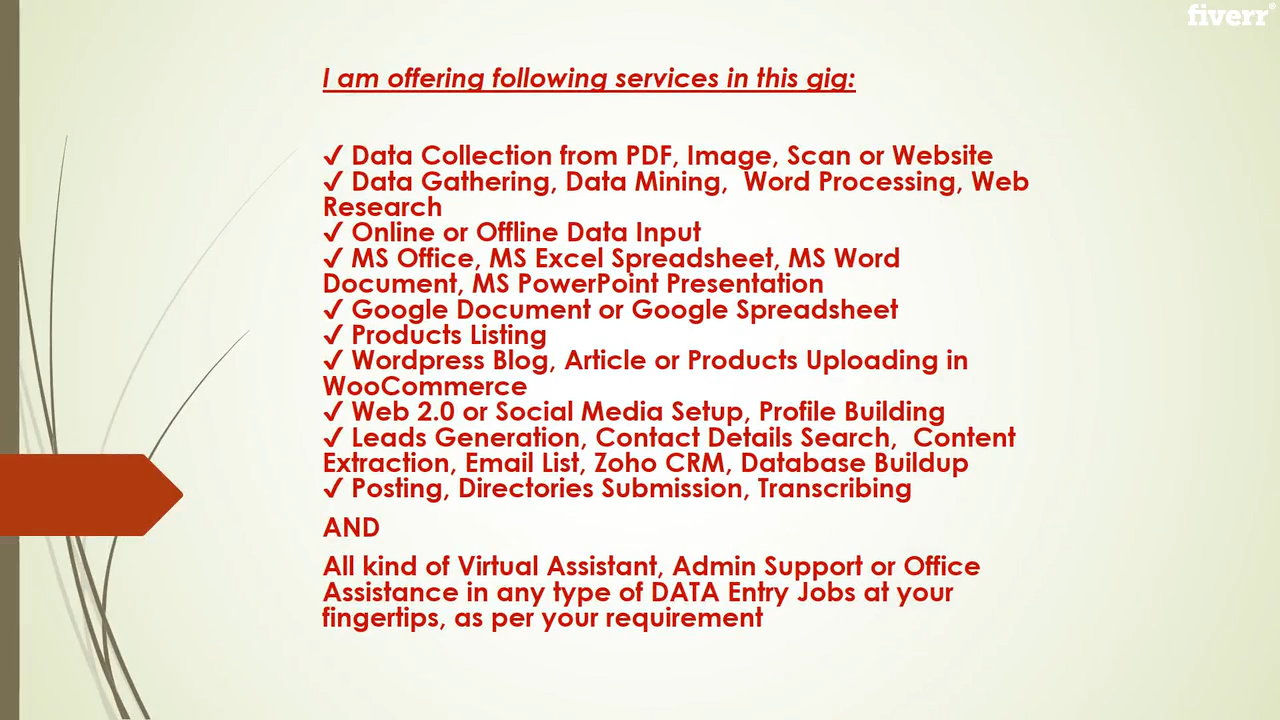 fiverr®
I am offering following services in this gig:
✓ Data Collection from PDF, Image, Scan or Website
✓ Data Gathering, Data Mining,  Word Processing, Web
Research
✓ Online or Offline Data Input
✓ MS Office, MS Excel Spreadsheet, MS Word
Document, MS PowerPoint Presentation
✓ Google Document or Google Spreadsheet
✓ Products Listing
✓ Wordpress Blog, Article or Products Uploading in
WooCommerce
✓ Web 2.0 or Social Media Setup, Profile Building
✓ Leads Generation, Contact Details Search,  Content
Extraction, Email List, Zoho CRM, Database Buildup
✓ Posting, Directories Submission, Transcribing
AND
All kind of Virtual Assistant, Admin Support or Office
Assistance in any type of DATA Entry Jobs at your
fingertips, as per your requirement